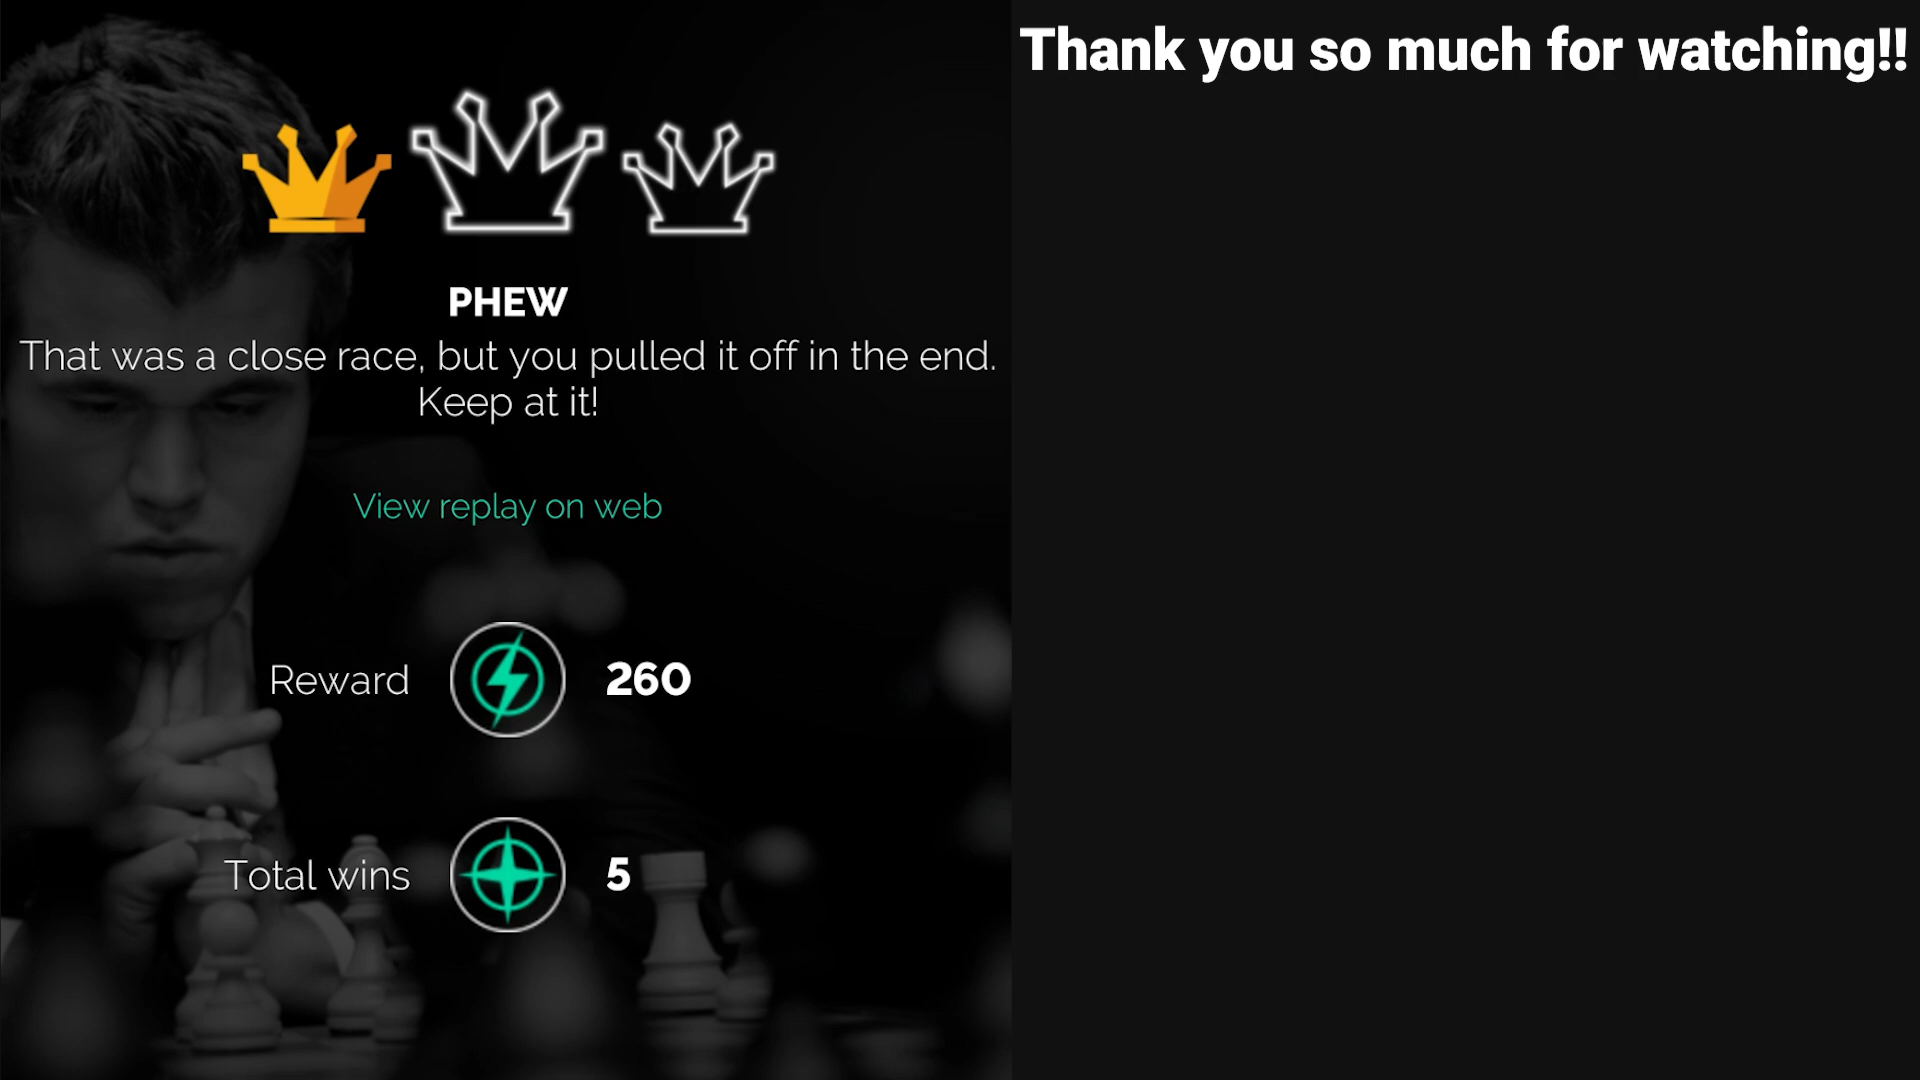 Thank you so much for watching!!
PHEW
That was a close race, but you pulled it off in the end.
Keep at it!
View replay on web
Reward 260
Total wins 5